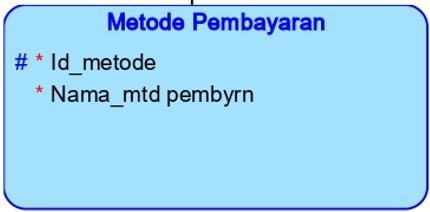 Metode Pembayaran
# * Id_metode
* Nama_mtd pembyrn